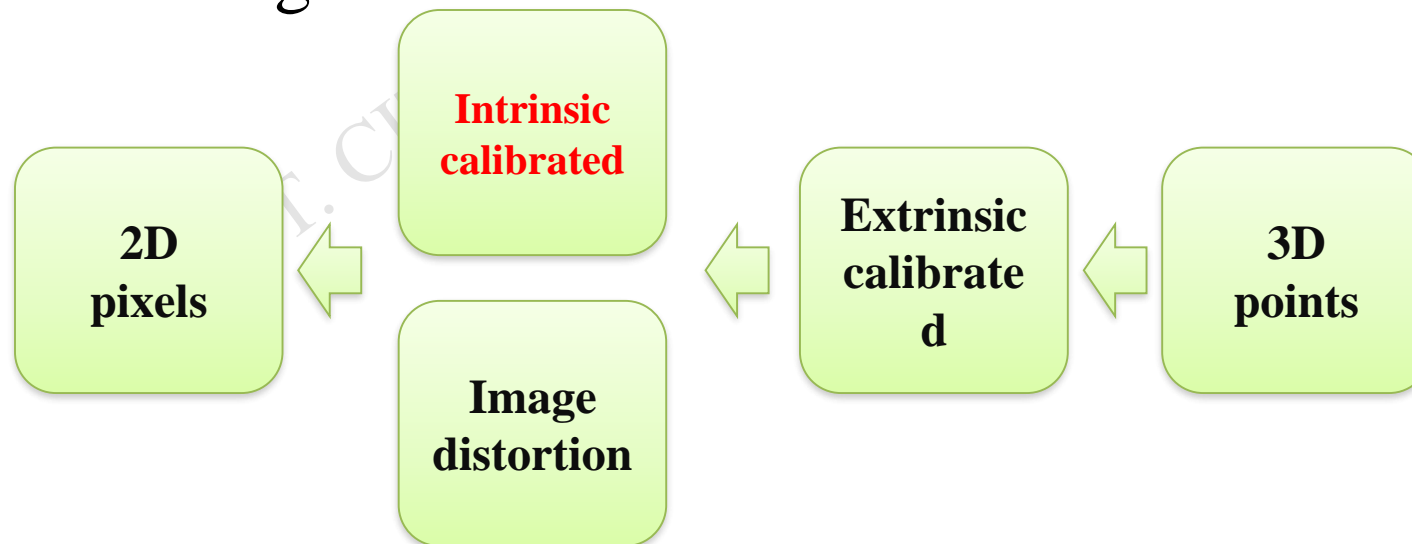 Intrinsic
calibrated
2D
pixels
Image
distortion
Extrinsic
calibrate
d
3D
points